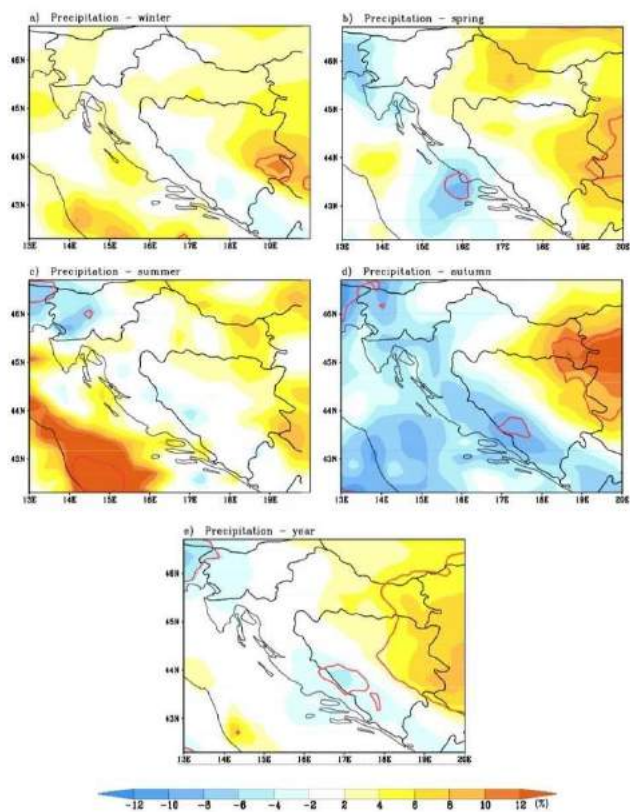 a) Precipitation - winter
46N
45N
44N
43N
13E 14E 15E 16E 17E 18E 19E
b) Precipitation - spring
46N
45N
44N
43N
13E 14E 15E 16E 17E 18E 19E 20E
c) Precipitation - summer
46N
45N
44N
43N
13E 14E 15E 16E 17E 18E 19E
d) Precipitation - autumn
46N
45N
44N
43N
13E 14E 15E 16E 17E 18E 19E 20E
e) Precipitation - year
46N
45N
44N
43N
13E 14E 15E 16E 17E 18E 19E 20E
-12 -10 -8 -6 -4 -2 2 4 6 8 10 12 (%)